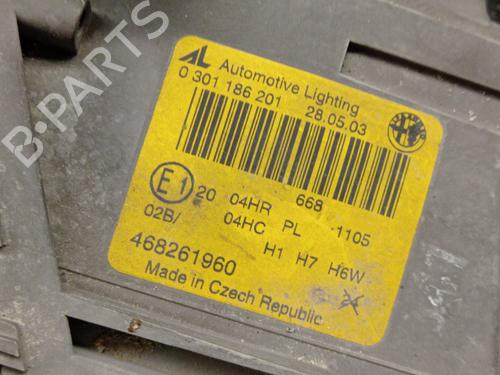 B-PARTS
AL Automotive Lighting
0 301 186 201 28.05.03
668
E1 20 04HR PL 1105
02B/ 04HC
H1 H7 H6W
468261960
Made in Czech Republic